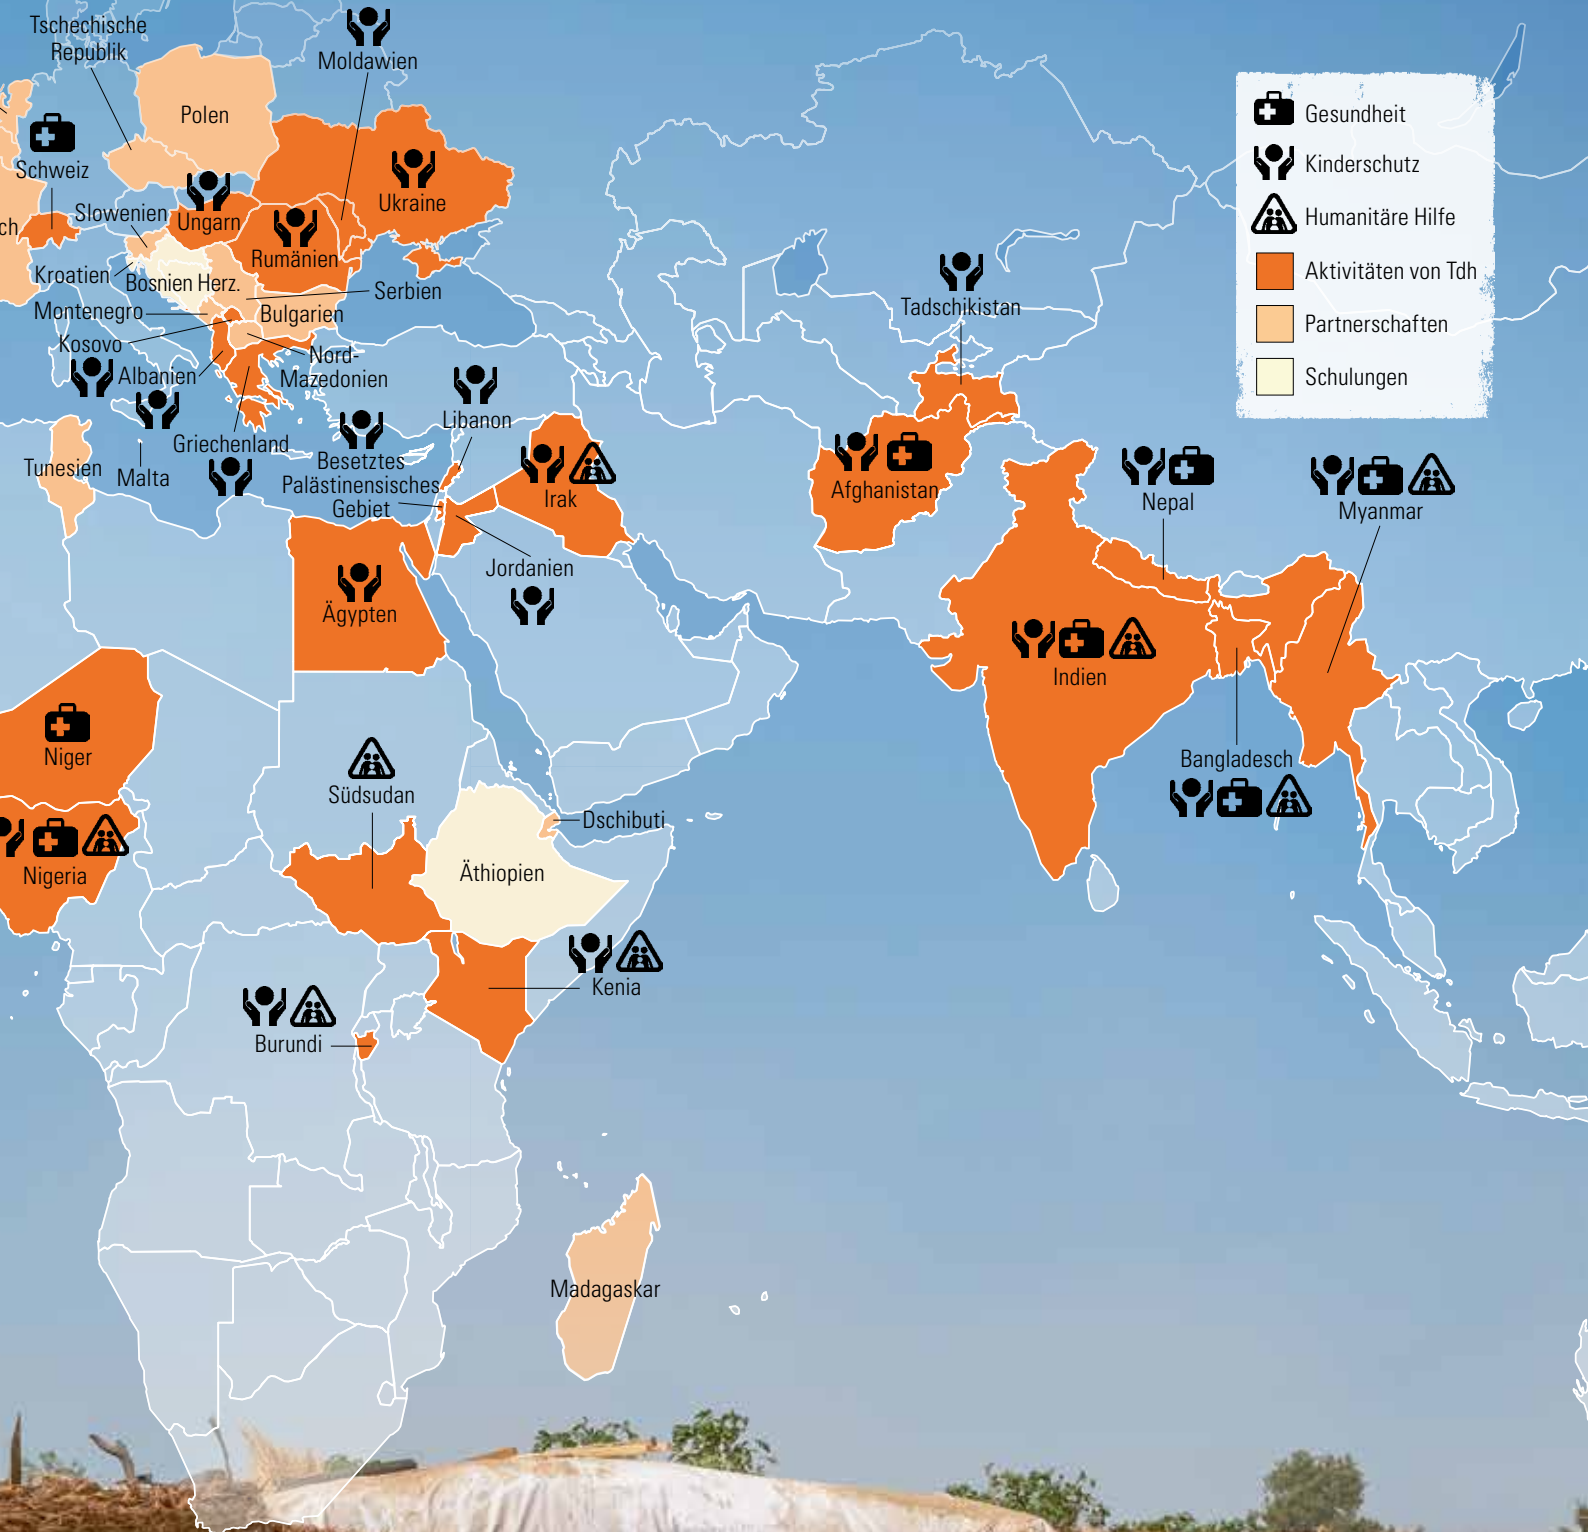 Tschechische
Republik
Moldawien
Polen
Schweiz
Ukraine
Slowenien
Ungarn
ch
Rumänien
Kroatien
Bosnien Herz.
Serbien
Montenegro
Bulgarien
Kosovo
Nord-
Mazedonien
Albanien
Griechenland
Malta
Tunesien
Libanon
Besetztes
Palästinensisches
Gebiet
Irak
Jordanien
Ägypten
Tadschikistan
Afghanistan
Nepal
Myanmar
Indien
Bangladesch
Niger
Nigeria
Südsudan
Dschibuti
Äthiopien
Kenia
Burundi
Madagaskar
Gesundheit
Kinderschutz
Humanitäre Hilfe
Aktivitäten von Tdh
Partnerschaften
Schulungen